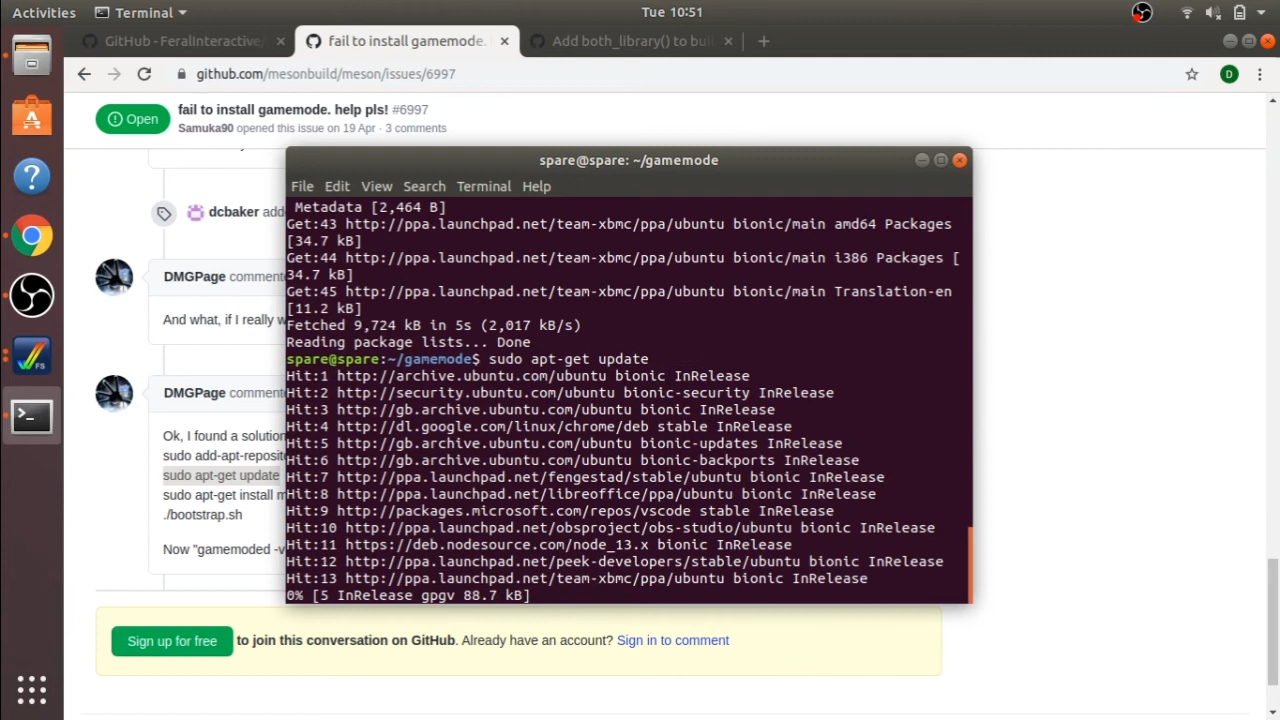 Activities
Terminal
Tue 10:51
GitHub - FeralInteractive/
fail to install gamemode.
Add both_library() to bui
github.com/mesonbuild/meson/issues/6997
D
Open
fail to install gamemode. help pls! #6997
Samuka90 opened this issue on 19 Apr · 3 comments
dcbaker
DMGPage
And what, if I really
DMGPage
Ok, I found a solution
sudo add-apt-reposit
sudo apt-get update
sudo apt-get install
./bootstrap.sh
Now "gamemoded -v
spare@spare: ~/gamemode
File Edit View Search Terminal Help
Metadata [2,464 B]
Get:43 http://ppa.launchpad.net/team-xbmc/ppa/ubuntu bionic/main amd64 Packages
[34.7 kB]
Get:44 http://ppa.launchpad.net/team-xbmc/ppa/ubuntu bionic/main i386 Packages [
34.7 kB]
Get:45 http://ppa.launchpad.net/team-xbmc/ppa/ubuntu bionic/main Translation-en
[11.2 kB]
Fetched 9,724 kB in 5s (2,017 kB/s)
Reading package lists... Done
spare@spare:~/gamemode$ sudo apt-get update
Hit:1 http://archive.ubuntu.com/ubuntu bionic InRelease
Hit:2 http://security.ubuntu.com/ubuntu bionic-security InRelease
Hit:3 http://gb.archive.ubuntu.com/ubuntu bionic InRelease
Hit:4 http://dl.google.com/linux/chrome/deb stable InRelease
Hit:5 http://gb.archive.ubuntu.com/ubuntu bionic-updates InRelease
Hit:6 http://gb.archive.ubuntu.com/ubuntu bionic-backports InRelease
Hit:7 http://ppa.launchpad.net/fengestad/stable/ubuntu bionic InRelease
Hit:8 http://ppa.launchpad.net/libreoffice/ppa/ubuntu bionic InRelease
Hit:9 http://packages.microsoft.com/repos/vscode stable InRelease
Hit:10 http://ppa.launchpad.net/obsproject/obs-studio/ubuntu bionic InRelease
Hit:11 https://deb.nodesource.com/node_13.x bionic InRelease
Hit:12 http://ppa.launchpad.net/peek-developers/stable/ubuntu bionic InRelease
Hit:13 http://ppa.launchpad.net/team-xbmc/ppa/ubuntu bionic InRelease
0% [5 InRelease gpgv 88.7 kB]
Sign up for free to join this conversation on GitHub. Already have an account? Sign in to comment
FS